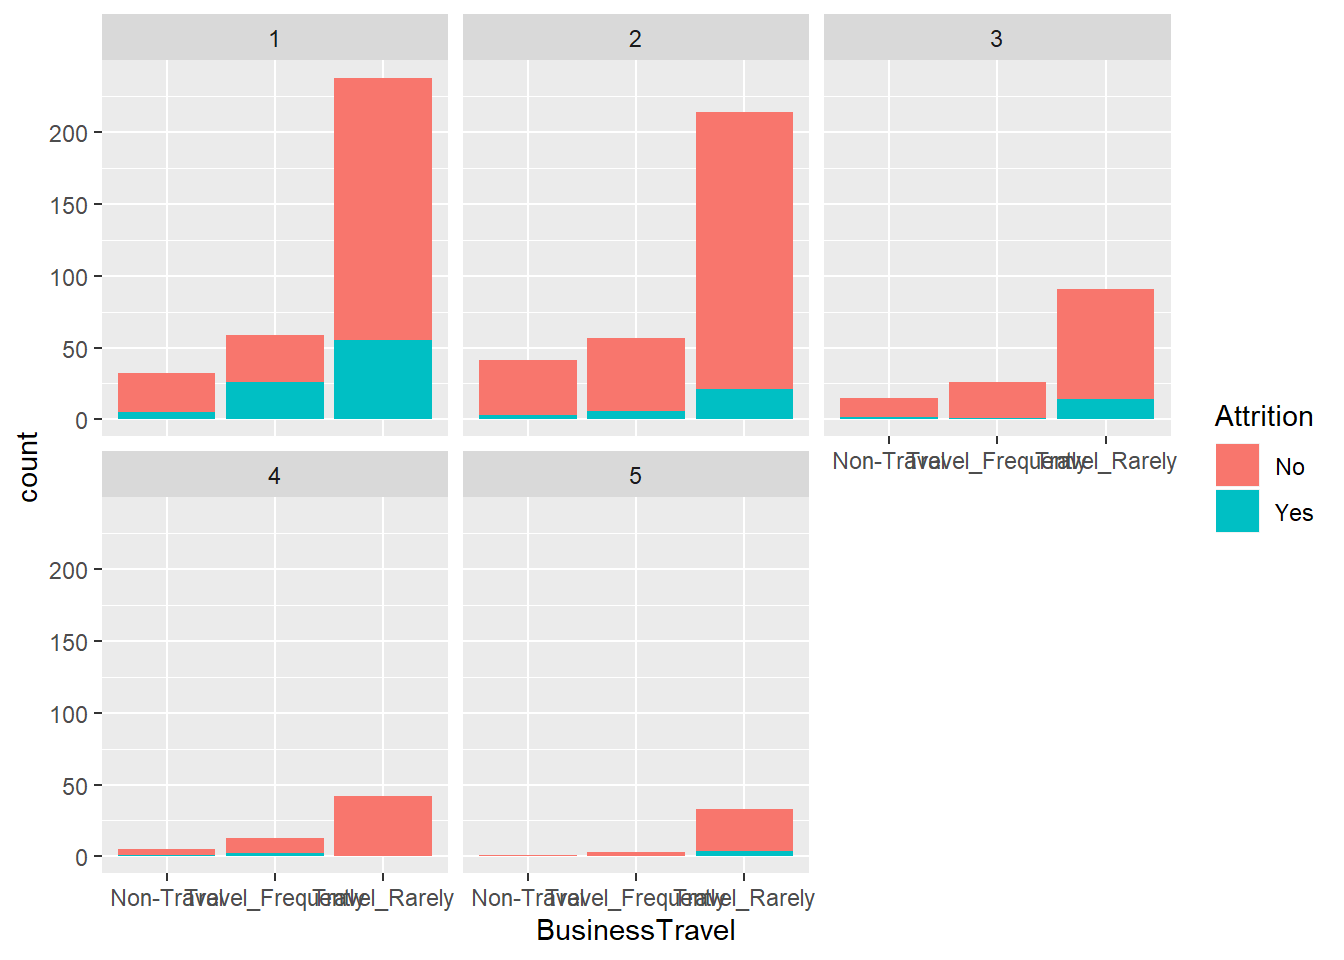 1 2 3
200
150
100
50
0
Non-Travel Travel_Frequently Travel_Rarely
count
4 5
200
150
100
50
0
Non-Travel Travel_Frequently Travel_Rarely Non-Travel Travel_Frequently Travel_Rarely
BusinessTravel
Attrition
No
Yes